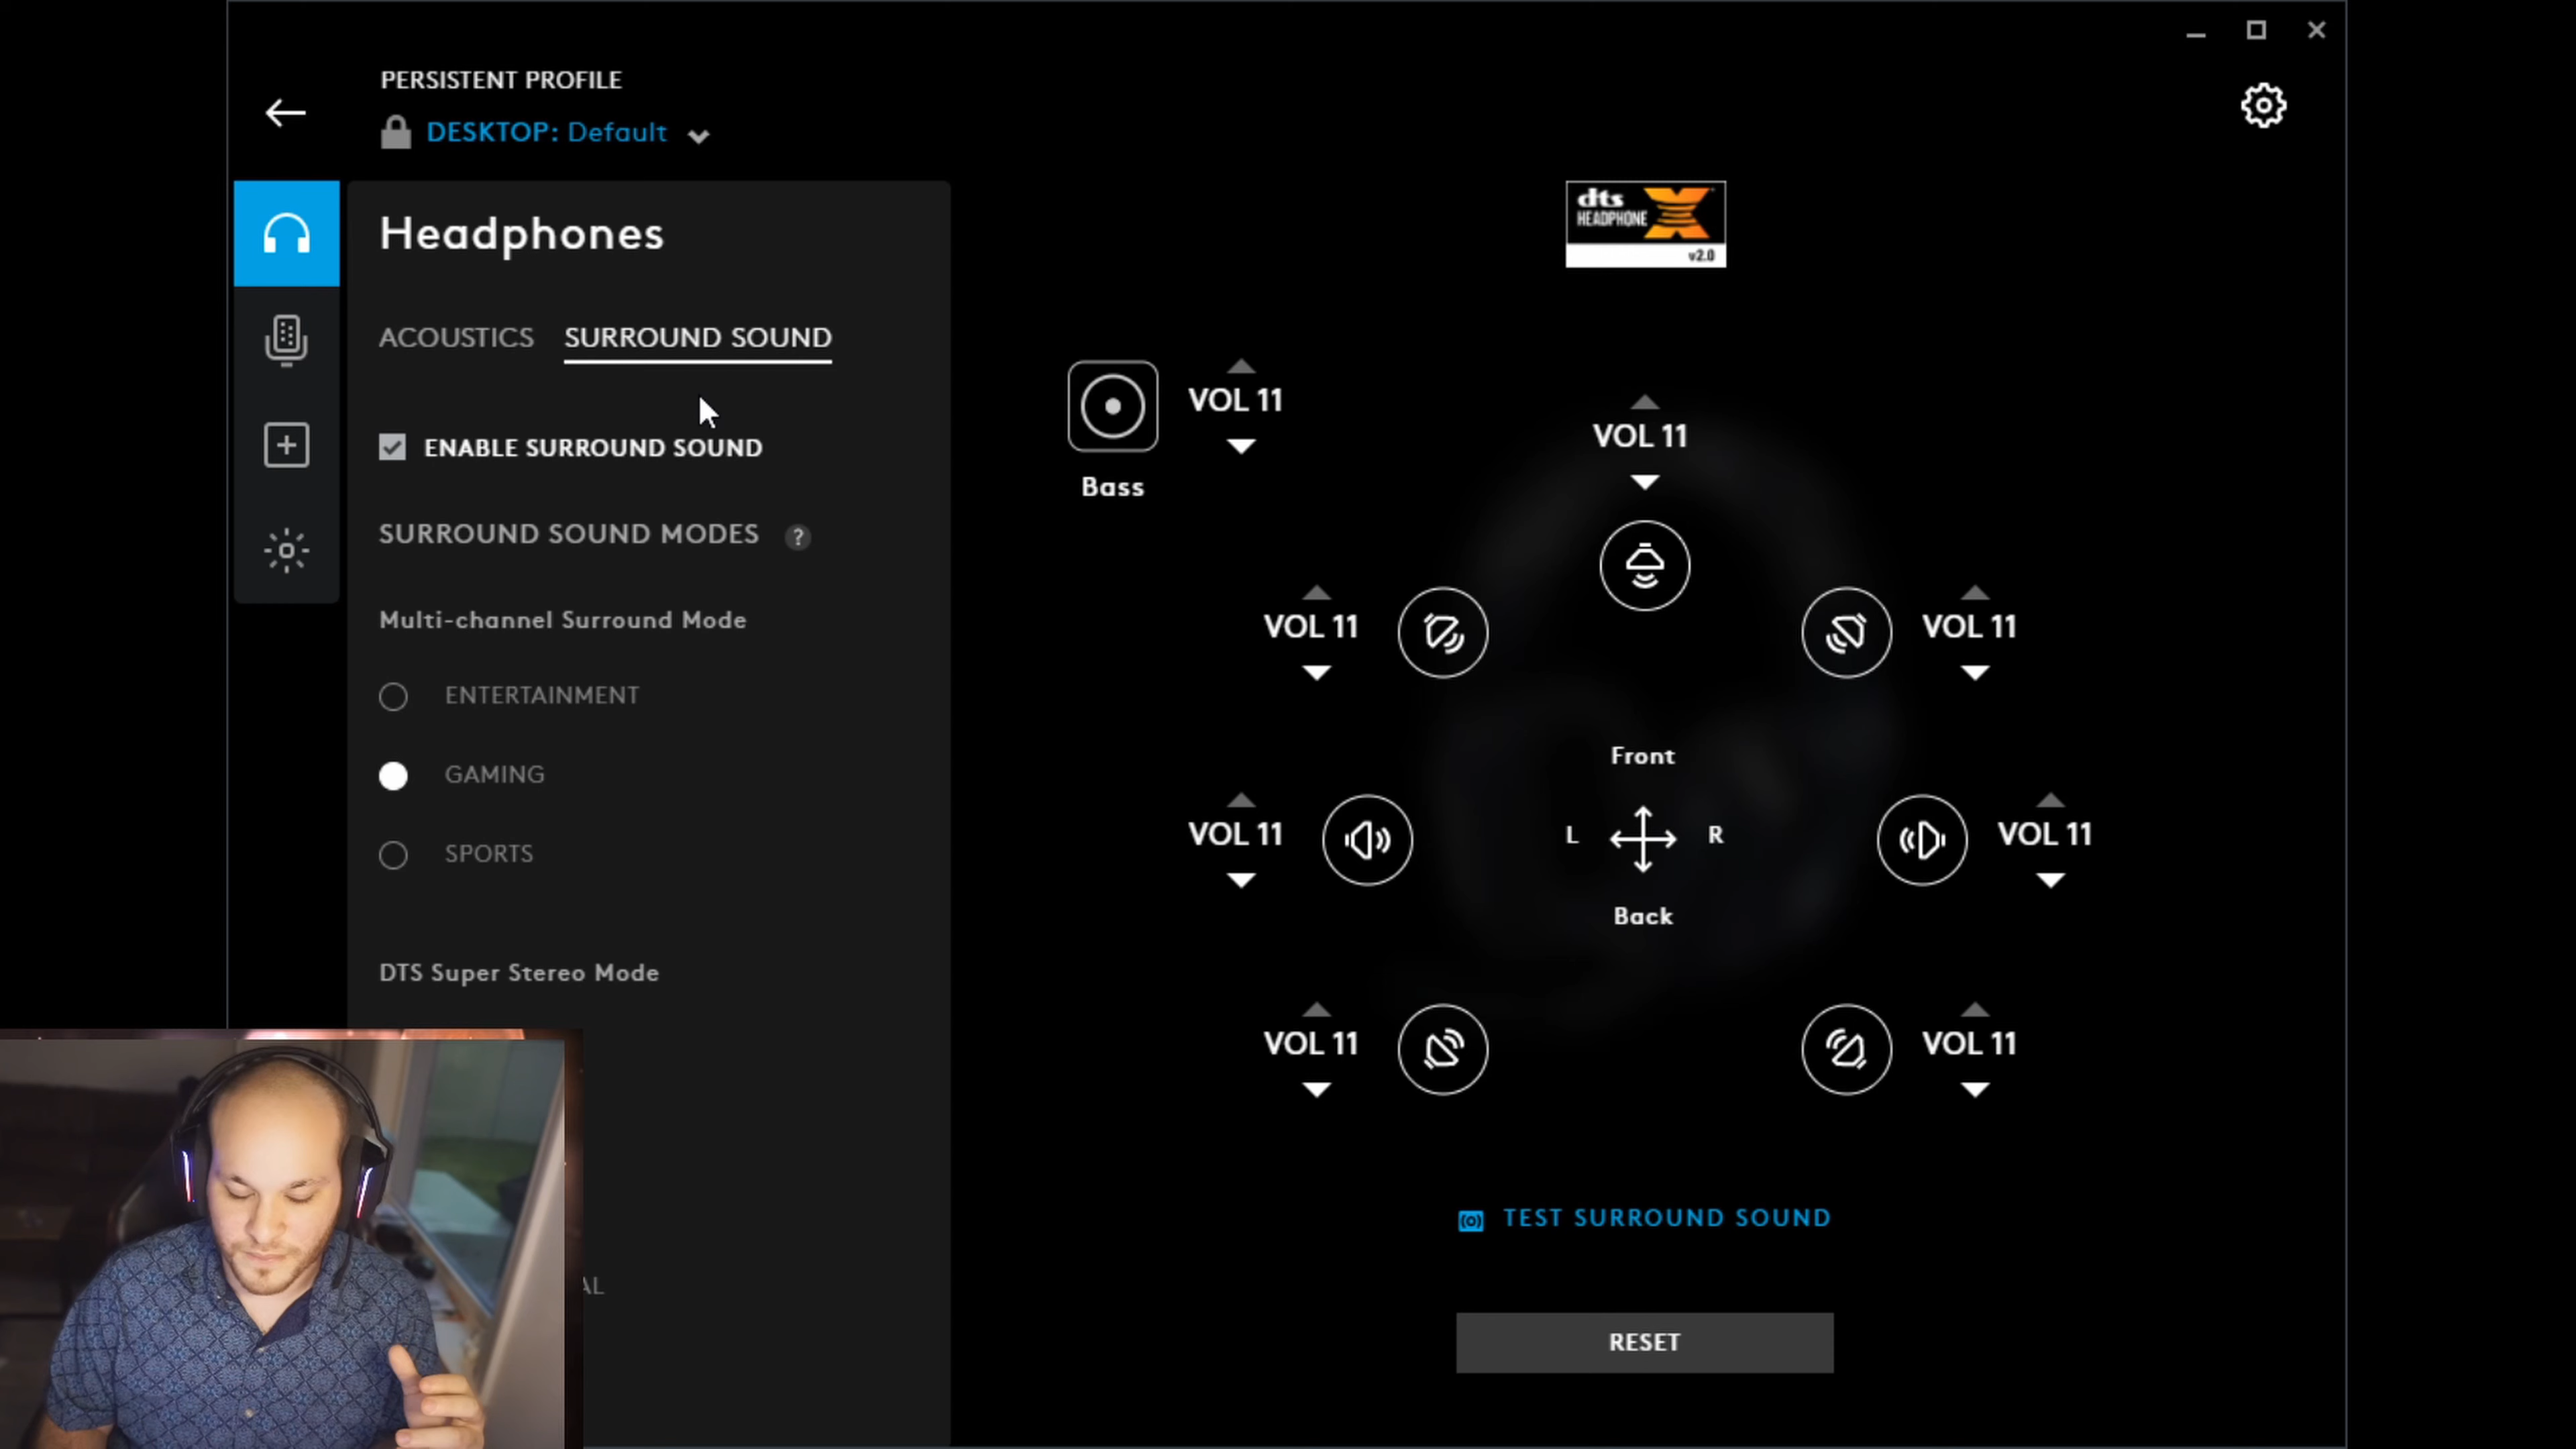 PERSISTENT PROFILE
DESKTOP: Default
Headphones
ACOUSTICS SURROUND SOUND
ENABLE SURROUND SOUND
SURROUND SOUND MODES ?
Multi-channel Surround Mode
ENTERTAINMENT
GAMING
SPORTS
DTS Super Stereo Mode
AL
dts
HEADPHONE X
v2.0
VOL 11
Bass
VOL 11
VOL 11
VOL 11
Front
VOL 11
L R
VOL 11
Back
VOL 11
VOL 11
TEST SURROUND SOUND
RESET